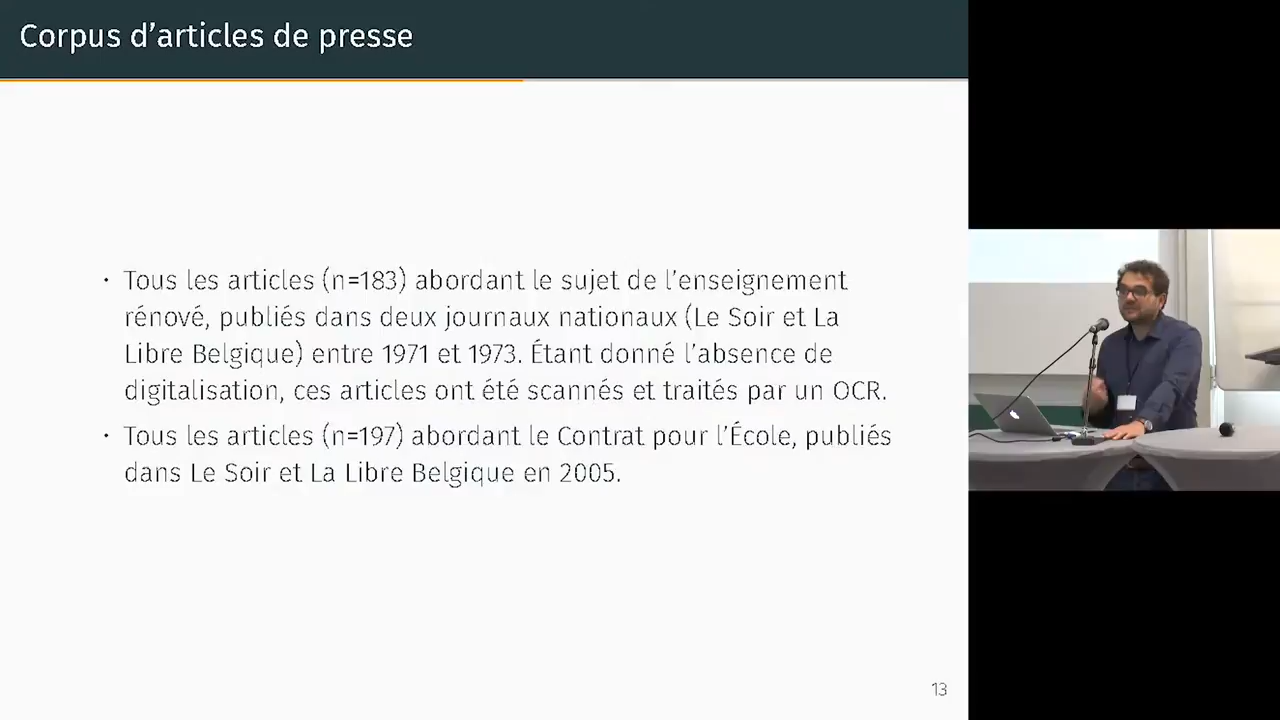 Corpus d’articles de presse
• Tous les articles (n=183) abordant le sujet de l’enseignement
rénové, publiés dans deux journaux nationaux (Le Soir et La
Libre Belgique) entre 1971 et 1973. Étant donné l’absence de
digitalisation, ces articles ont été scannés et traités par un OCR.
• Tous les articles (n=197) abordant le Contrat pour l’École, publiés
dans Le Soir et La Libre Belgique en 2005.
13